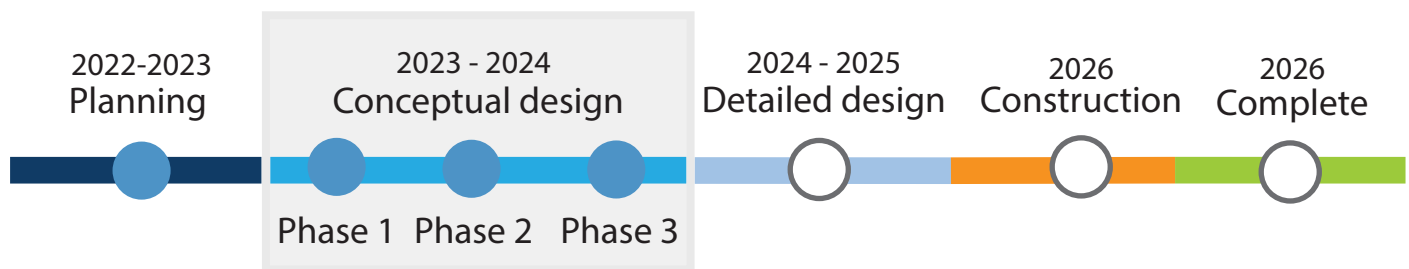 2022-2023
Planning
2023 - 2024
Conceptual design
Phase 1
Phase 2
Phase 3
2024 - 2025
Detailed design
2026
Construction
2026
Complete